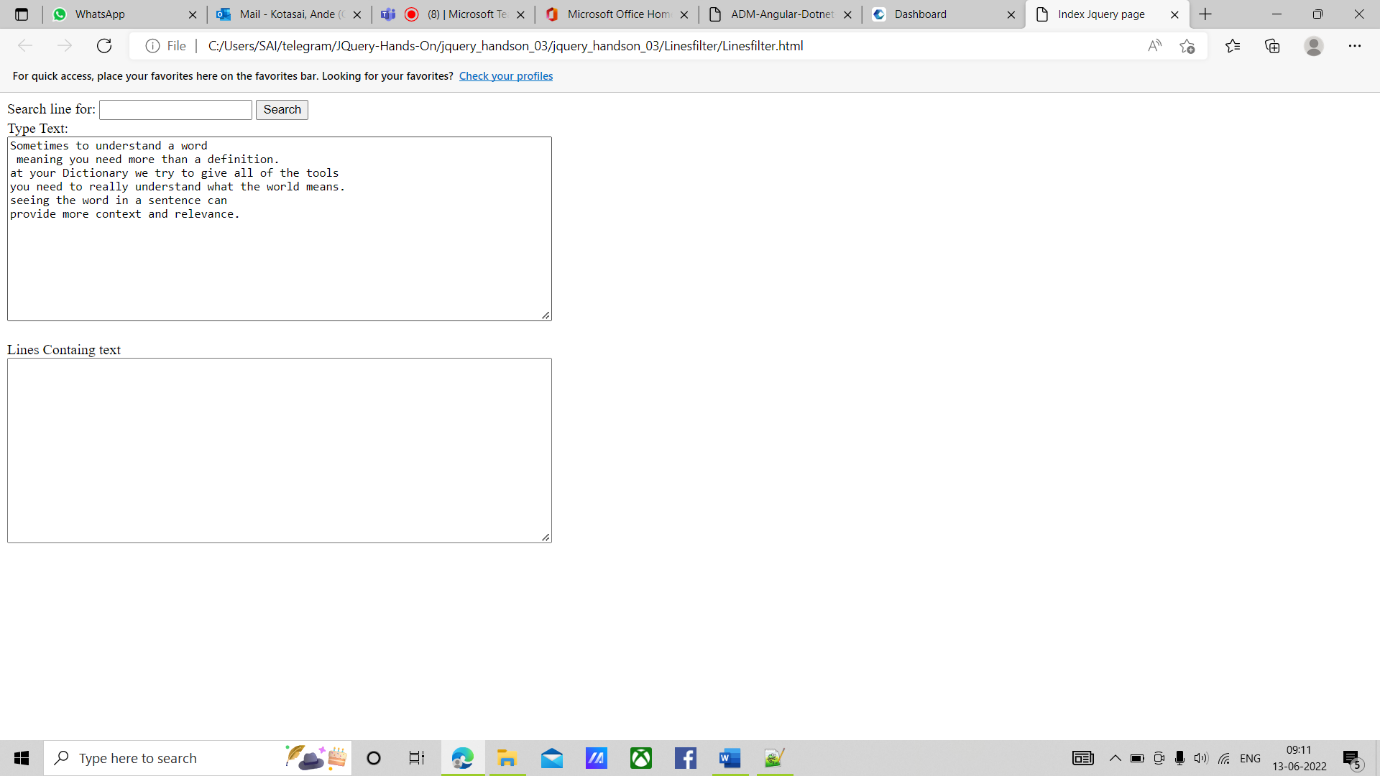 WhatsApp
Mail - Kotasai, Ande (
(8) | Microsoft Te
Microsoft Office Hom
ADM-Angular-Dotnet
Dashboard
Index Jquery page
File | C:/Users/SAI/telegram/JQuery-Hands-On/jquery_handson_03/jquery_handson_03/Linesfilter/Linesfilter.html
For quick access, place your favorites here on the favorites bar. Looking for your favorites? Check your profiles
Search line for: Search
Type Text:
Sometimes to understand a word
meaning you need more than a definition.
at your Dictionary we try to give all of the tools
you need to really understand what the world means.
seeing the word in a sentence can
provide more context and relevance.
Lines Containg text
Type here to search
ENG
09:11
13-06-2022
5